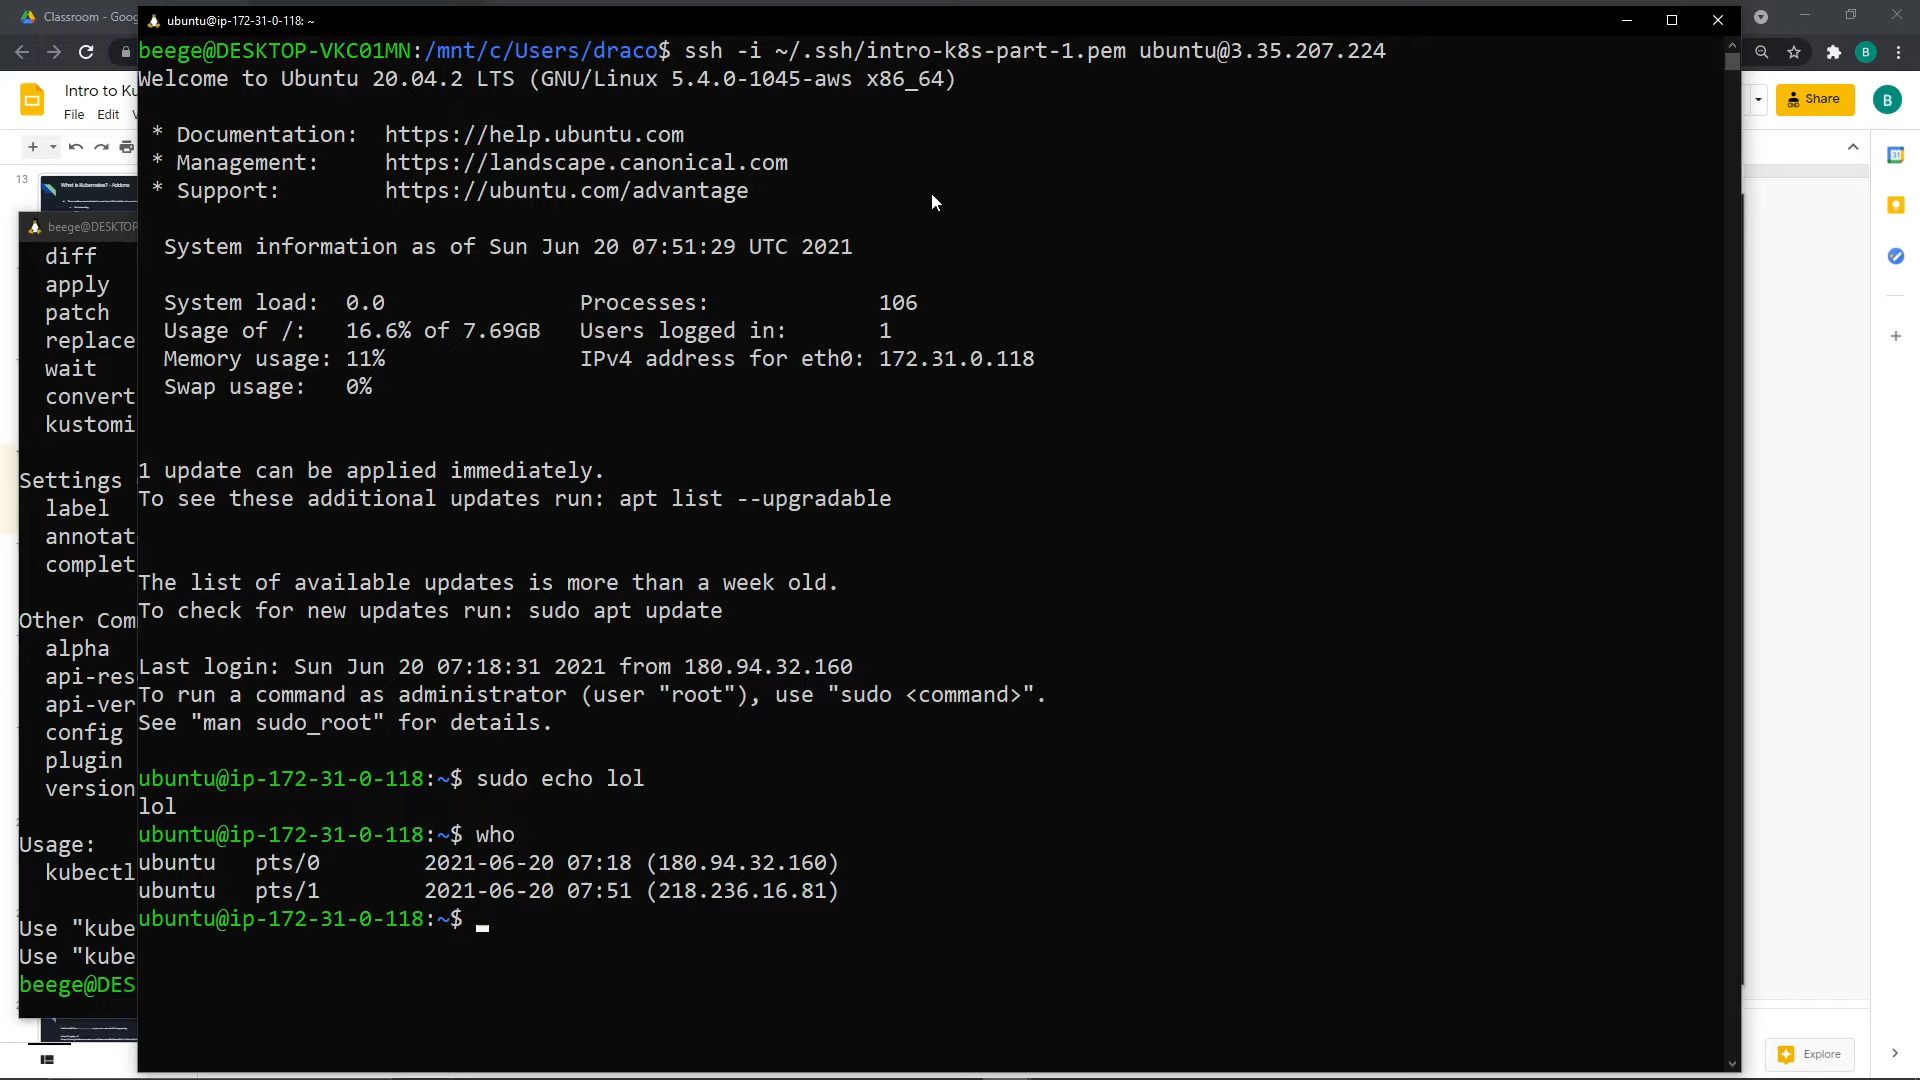 Classroom - Goog
ubuntu@ip-172-31-0-118: ~
beege@DESKTOP-VKC01MN:/mnt/c/Users/draco$ ssh -i ~/.ssh/intro-k8s-part-1.pem ubuntu@3.35.207.224
Welcome to Ubuntu 20.04.2 LTS (GNU/Linux 5.4.0-1045-aws x86_64)
* Documentation: https://help.ubuntu.com
* Management: https://landscape.canonical.com
* Support: https://ubuntu.com/advantage
System information as of Sun Jun 20 07:51:29 UTC 2021
System load: 0.0 Processes: 106
Usage of /: 16.6% of 7.69GB Users logged in: 1
Memory usage: 11% IPv4 address for eth0: 172.31.0.118
Swap usage: 0%
1 update can be applied immediately.
To see these additional updates run: apt list --upgradable
The list of available updates is more than a week old.
To check for new updates run: sudo apt update
Last login: Sun Jun 20 07:18:31 2021 from 180.94.32.160
To run a command as administrator (user "root"), use "sudo <command>".
See "man sudo_root" for details.
ubuntu@ip-172-31-0-118:~$ sudo echo lol
lol
ubuntu@ip-172-31-0-118:~$ who
ubuntu pts/0 2021-06-20 07:18 (180.94.32.160)
ubuntu pts/1 2021-06-20 07:51 (218.236.16.81)
ubuntu@ip-172-31-0-118:~$
Intro to Ku
File Edit V
13
What is Kubernetes? - Addons
beege@DESKTOP
diff
apply
patch
replace
wait
convert
kustomi
Settings
label
annotat
complet
Other Com
alpha
api-res
api-ver
config
plugin
version
Usage:
kubectl
Use "kube
Use "kube
beege@DES
B
Share
B
31
Explore